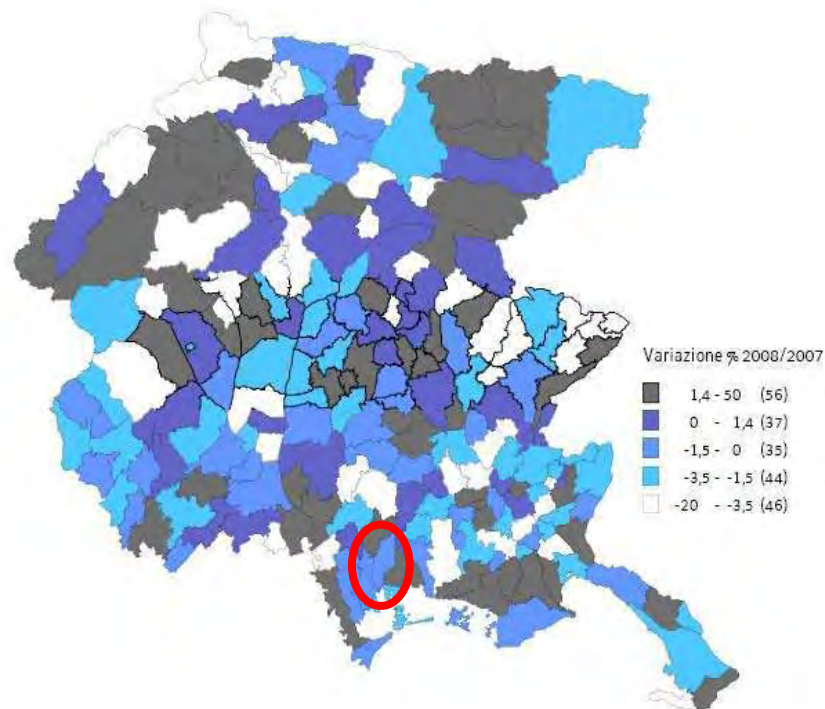 Variazione % 2008/2007
1,4 - 50 (56)
0 - 1,4 (37)
-1,5 - 0 (35)
-3,5 - -1,5 (44)
-20 - -3,5 (46)